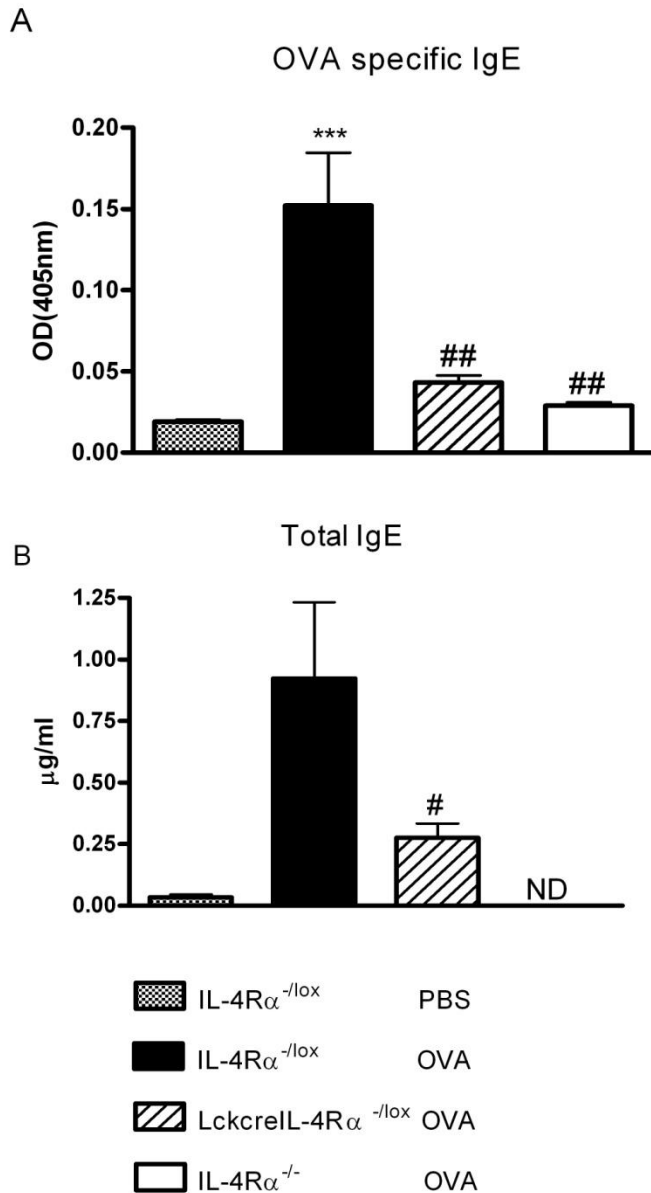 A
OVA specific IgE
***
0.20
0.15
0.10
0.05
0.00
OD(405nm)
##
##
B
Total IgE
1.25
1.00
0.75
0.50
0.25
0.00
μg/ml
#
ND
IL-4Rα-/lox PBS
IL-4Rα-/lox OVA
LckcreIL-4Rα-/lox OVA
IL-4Rα-/- OVA